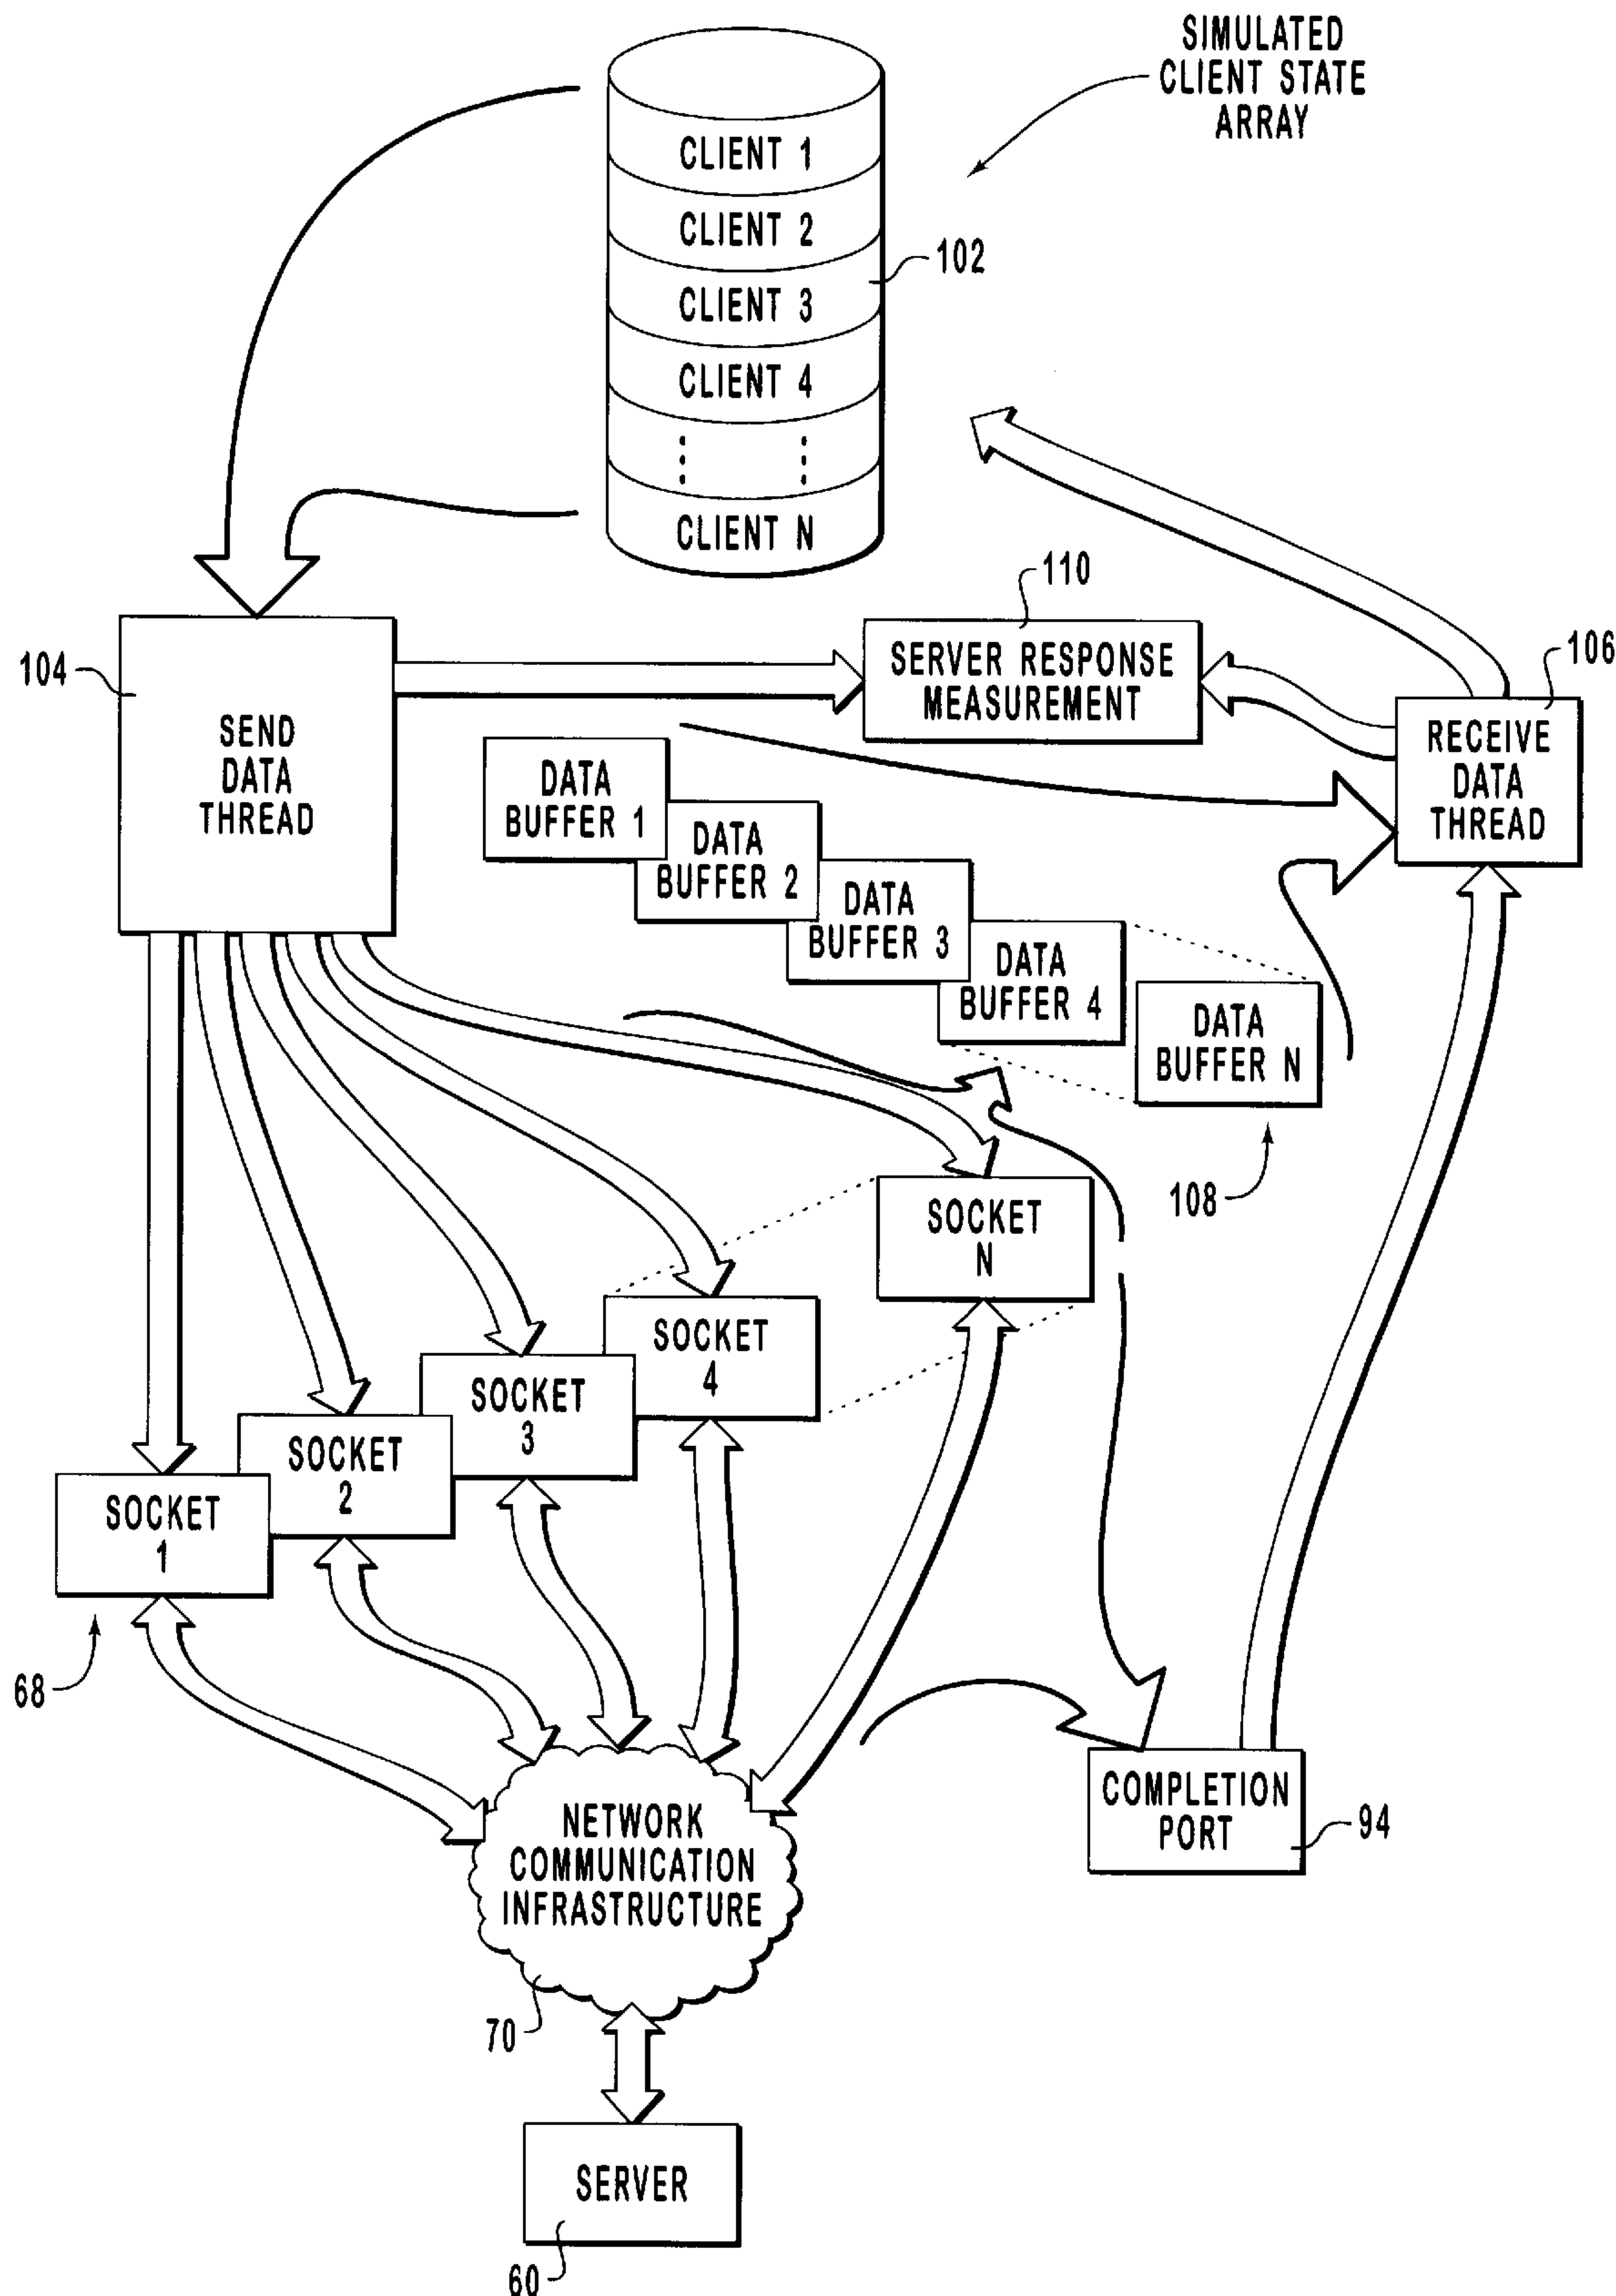 SIMULATED
CLIENT STATE
ARRAY
CLIENT 1
CLIENT 2
102
CLIENT 3
CLIENT 4
CLIENT N
110
SERVER RESPONSE
MEASUREMENT
104
SEND
DATA
THREAD
106
RECEIVE
DATA
THREAD
DATA
BUFFER 1
DATA
BUFFER 2
DATA
BUFFER 3
DATA
BUFFER 4
DATA
BUFFER N
108
SOCKET
N
SOCKET
4
SOCKET
3
SOCKET
2
SOCKET
1
68
NETWORK
COMMUNICATION
INFRASTRUCTURE
70
COMPLETION
PORT
94
SERVER
60